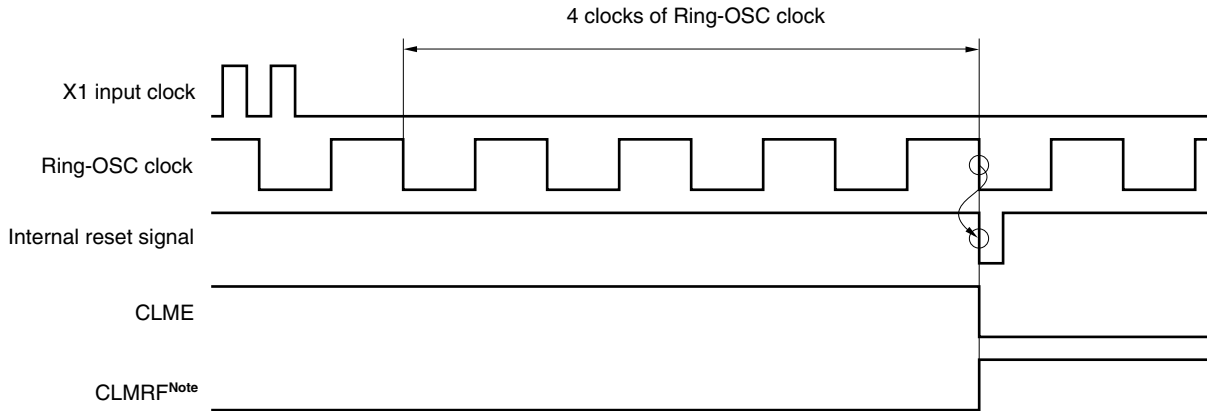 4 clocks of Ring-OSC clock
X1 input clock
Ring-OSC clock
Internal reset signal
CLME
CLMRFNote